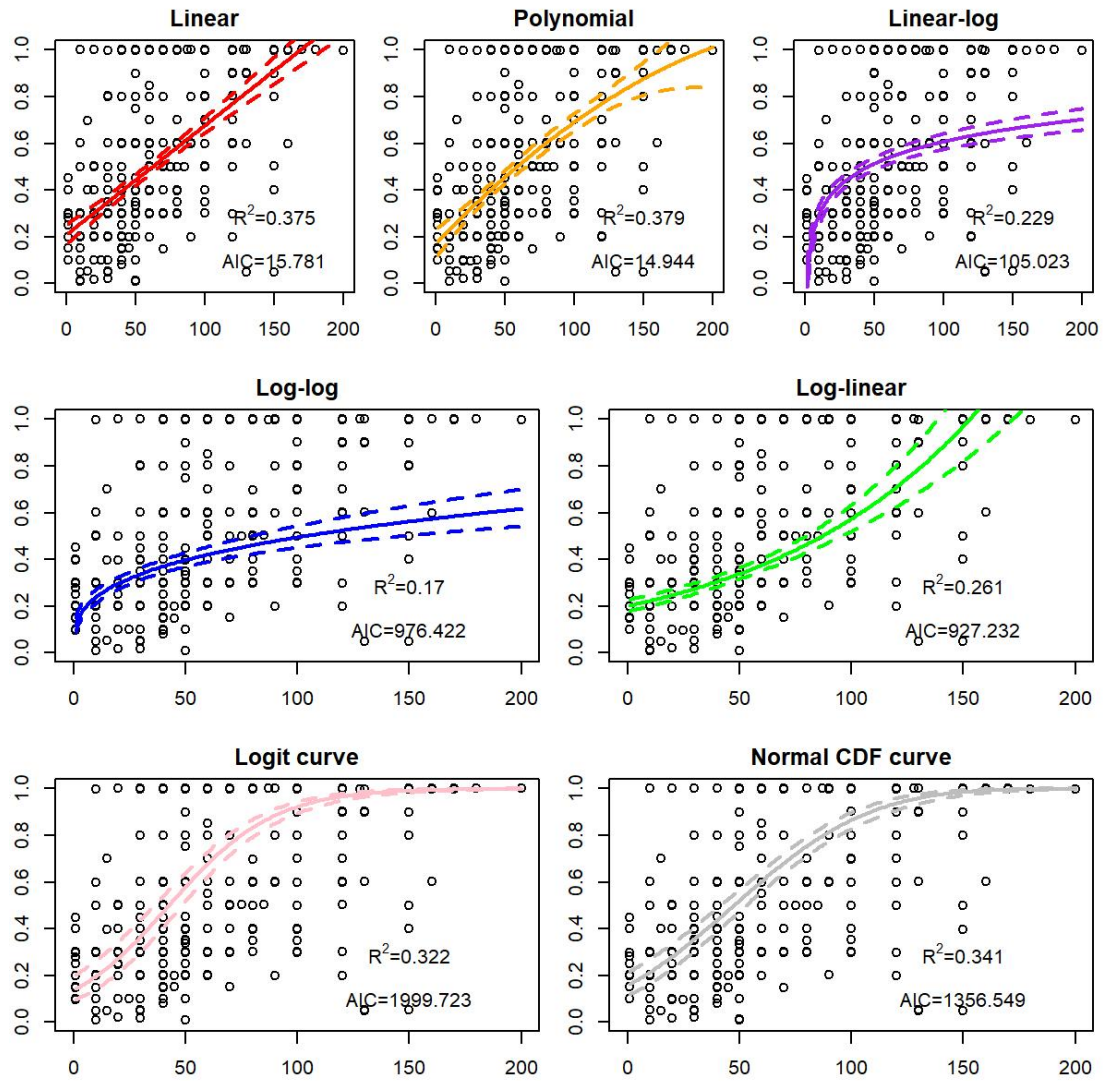 Linear
0.0 0.2 0.4 0.6 0.8 1.0
R²=0.375
AIC=15.781
0 50 100 150 200
Polynomial
0.0 0.2 0.4 0.6 0.8 1.0
R²=0.379
AIC=14.944
0 50 100 150 200
Linear-log
0.0 0.2 0.4 0.6 0.8 1.0
R²=0.229
AIC=105.023
0 50 100 150 200
Log-log
0.0 0.2 0.4 0.6 0.8 1.0
R²=0.17
AIC=976.422
0 50 100 150 200
Log-linear
0.0 0.2 0.4 0.6 0.8 1.0
R²=0.261
AIC=927.232
0 50 100 150 200
Logit curve
0.0 0.2 0.4 0.6 0.8 1.0
R²=0.322
AIC=1999.723
0 50 100 150 200
Normal CDF curve
0.0 0.2 0.4 0.6 0.8 1.0
R²=0.341
AIC=1356.549
0 50 100 150 200